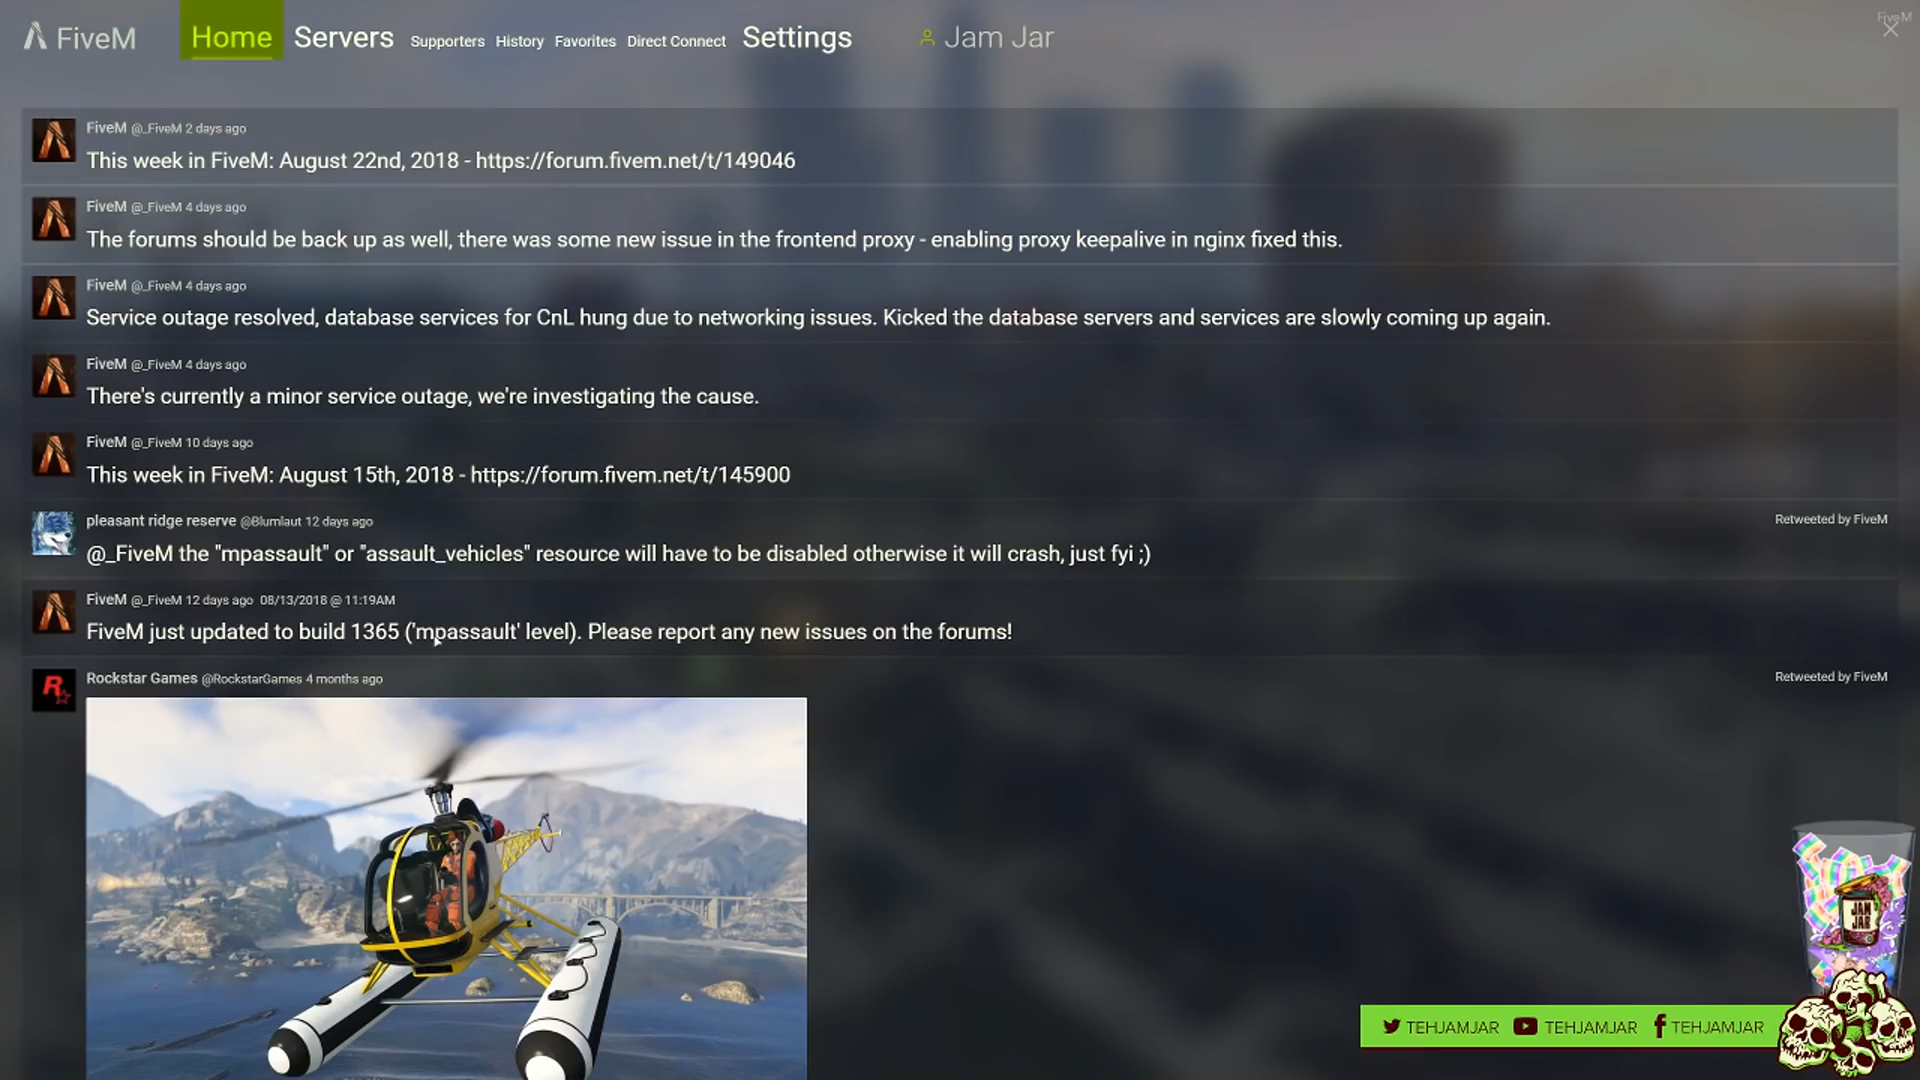 FiveM
Home Servers Supporters History Favorites Direct Connect Settings Jam Jar
FiveM
FiveM @_FiveM 2 days ago
This week in FiveM: August 22nd, 2018 - https://forum.fivem.net/t/149046
FiveM @_FiveM 4 days ago
The forums should be back up as well, there was some new issue in the frontend proxy - enabling proxy keepalive in nginx fixed this.
FiveM @_FiveM 4 days ago
Service outage resolved, database services for CnL hung due to networking issues. Kicked the database servers and services are slowly coming up again.
FiveM @_FiveM 4 days ago
There's currently a minor service outage, we're investigating the cause.
FiveM @_FiveM 10 days ago
This week in FiveM: August 15th, 2018 - https://forum.fivem.net/t/145900
pleasant ridge reserve @Blumlaut 12 days ago
Retweeted by FiveM
@_FiveM the "mpassault" or "assault_vehicles" resource will have to be disabled otherwise it will crash, just fyi ;)
FiveM @_FiveM 12 days ago 08/13/2018 @ 11:19AM
FiveM just updated to build 1365 ('mpassault' level). Please report any new issues on the forums!
R
Rockstar Games @RockstarGames 4 months ago
Retweeted by FiveM
JAM
JAR
TEHJAMJAR TEHJAMJAR TEHJAMJAR